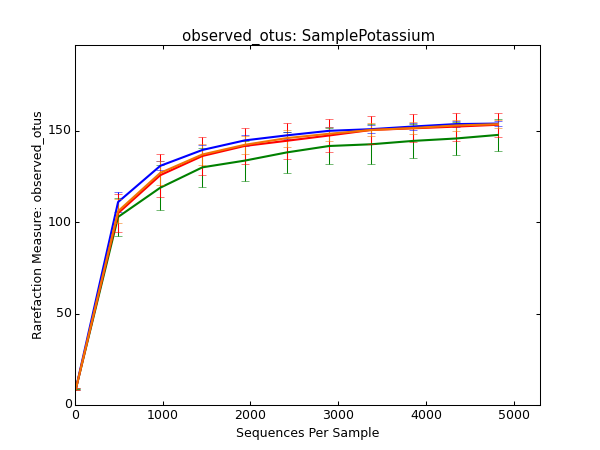 observed_otus: SamplePotassium
Rarefaction Measure: observed_otus
150
100
50
0
0 1000 2000 3000 4000 5000
Sequences Per Sample